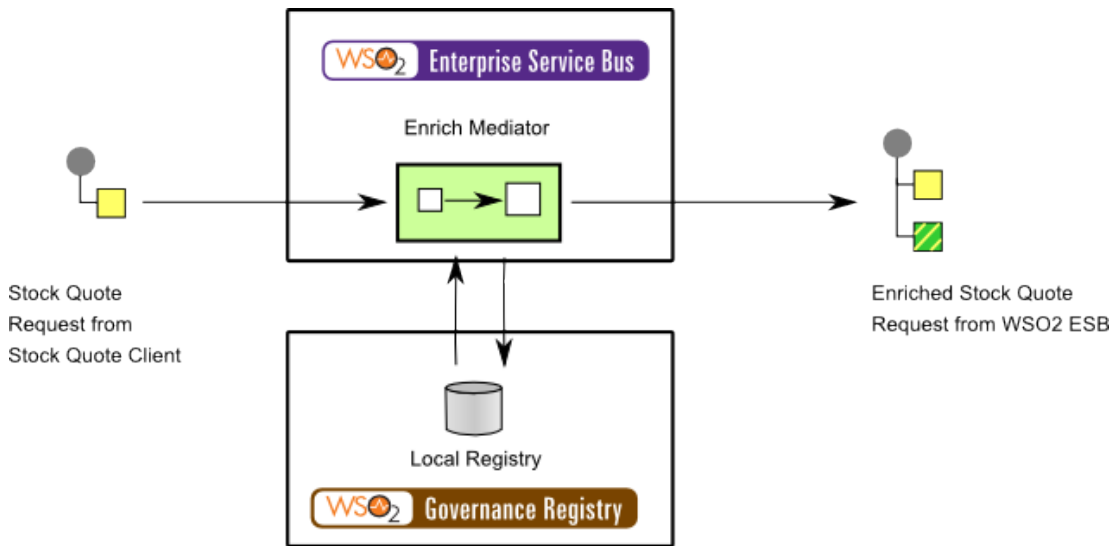 WSO2 Enterprise Service Bus
Enrich Mediator
Stock Quote
Request from
Stock Quote Client
Enriched Stock Quote
Request from WSO2 ESB
Local Registry
WSO2 Governance Registry